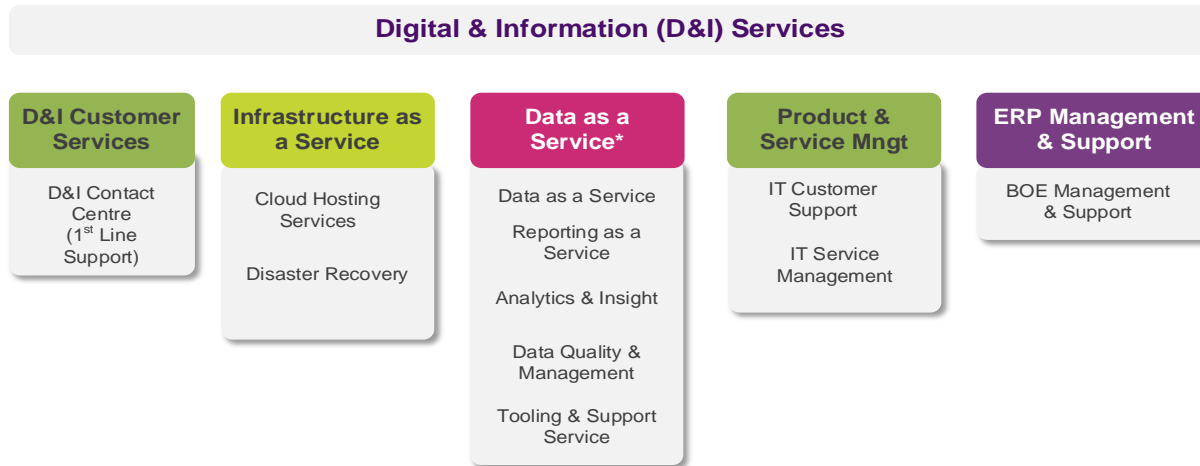 Digital & Information (D&I) Services
D&I Customer
Services
D&I Contact
Centre
(1st Line
Support)
Infrastructure as
a Service
Cloud Hosting
Services
Disaster Recovery
Data as a
Service*
Data as a Service
Reporting as a
Service
Analytics & Insight
Data Quality &
Management
Tooling & Support
Service
Product &
Service Mngt
IT Customer
Support
IT Service
Management
ERP Management
& Support
BOE Management
& Support